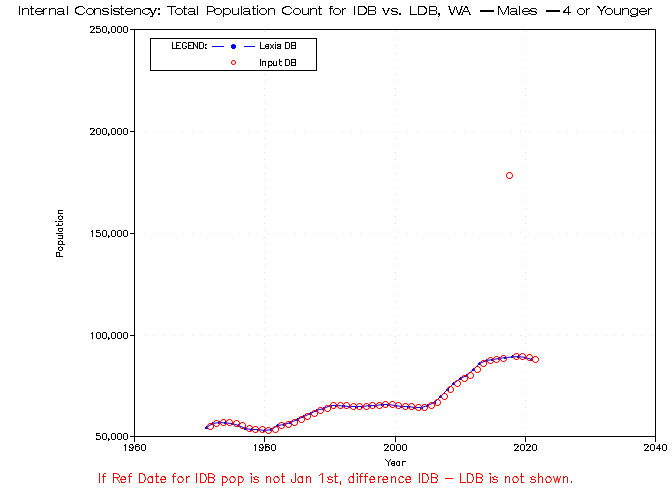 Internal Consistency: Total Population Count for IDB vs. LDB, WA —Males —4 or Younger
250,000
LEGEND: Lexis DB
Input DB
200,000
150,000
Population
100,000
50,000
1960 1980 2000 2020 2040
Year
If Ref Date for IDB pop is not Jan 1st, difference IDB – LDB is not shown.